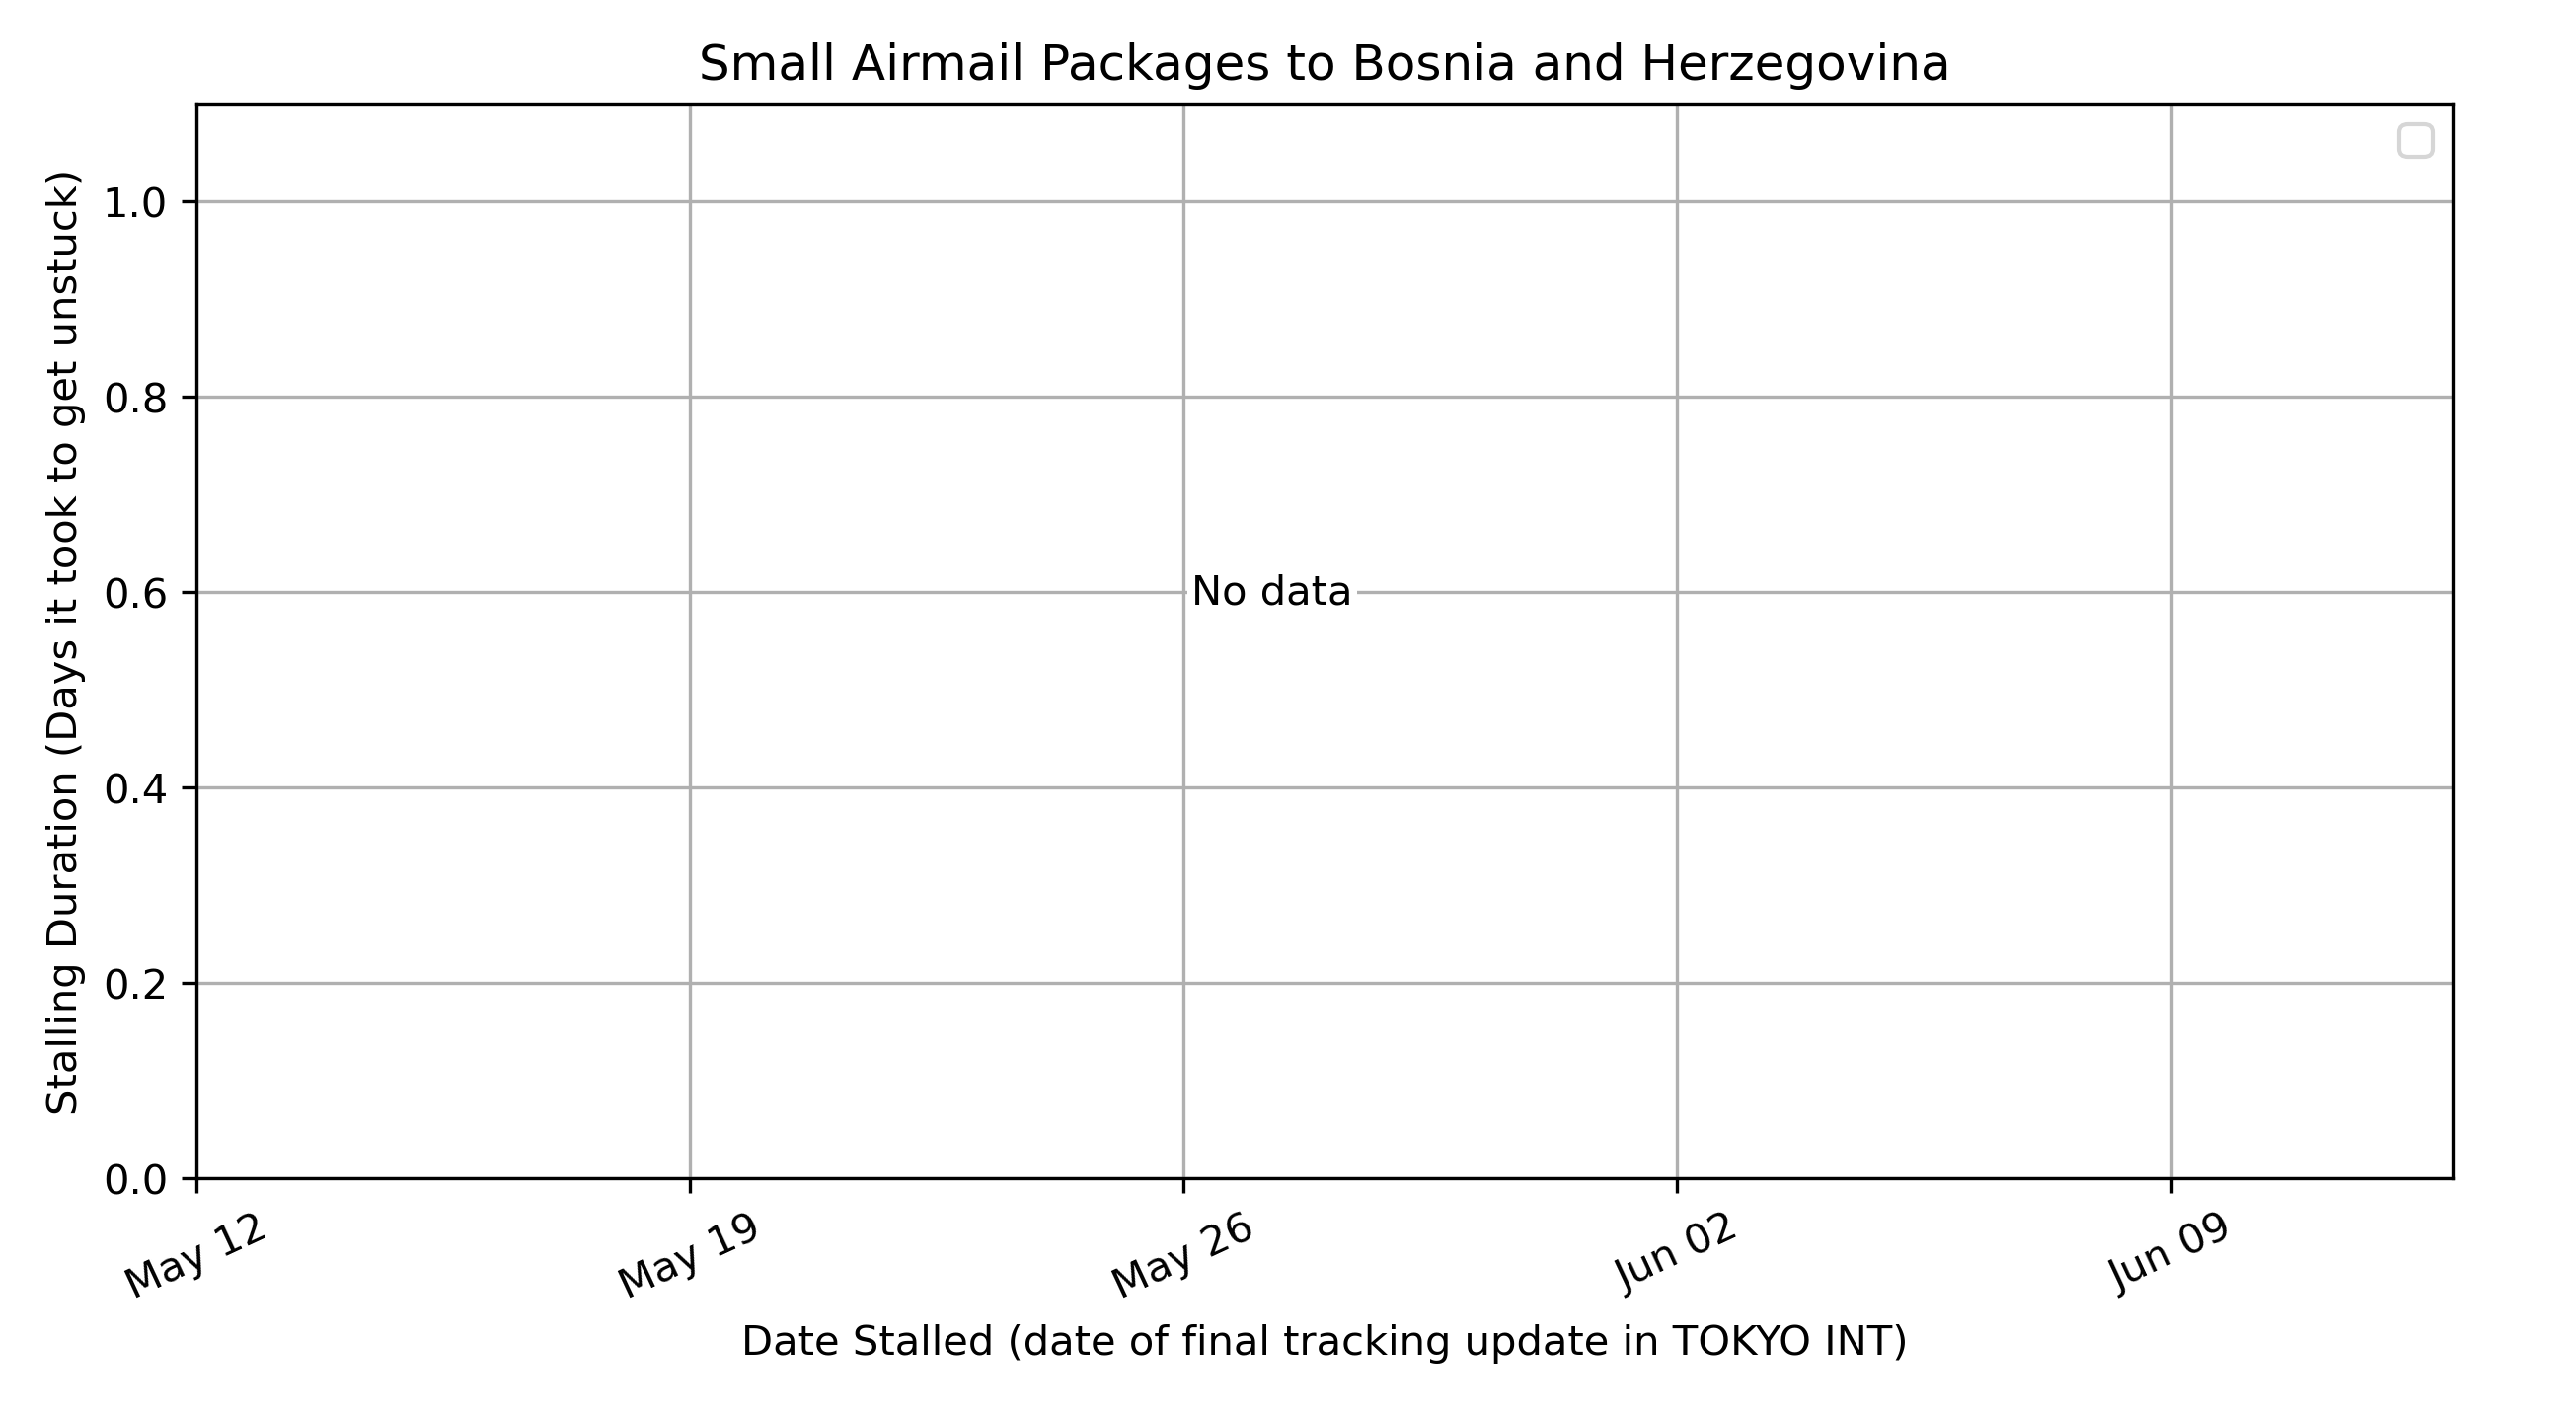 Small Airmail Packages to Bosnia and Herzegovina
Stalling Duration (Days it took to get unstuck)
1.0
0.8
0.6
0.4
0.2
0.0
No data
May 12
May 19
May 26
Jun 02
Jun 09
Date Stalled (date of final tracking update in TOKYO INT)